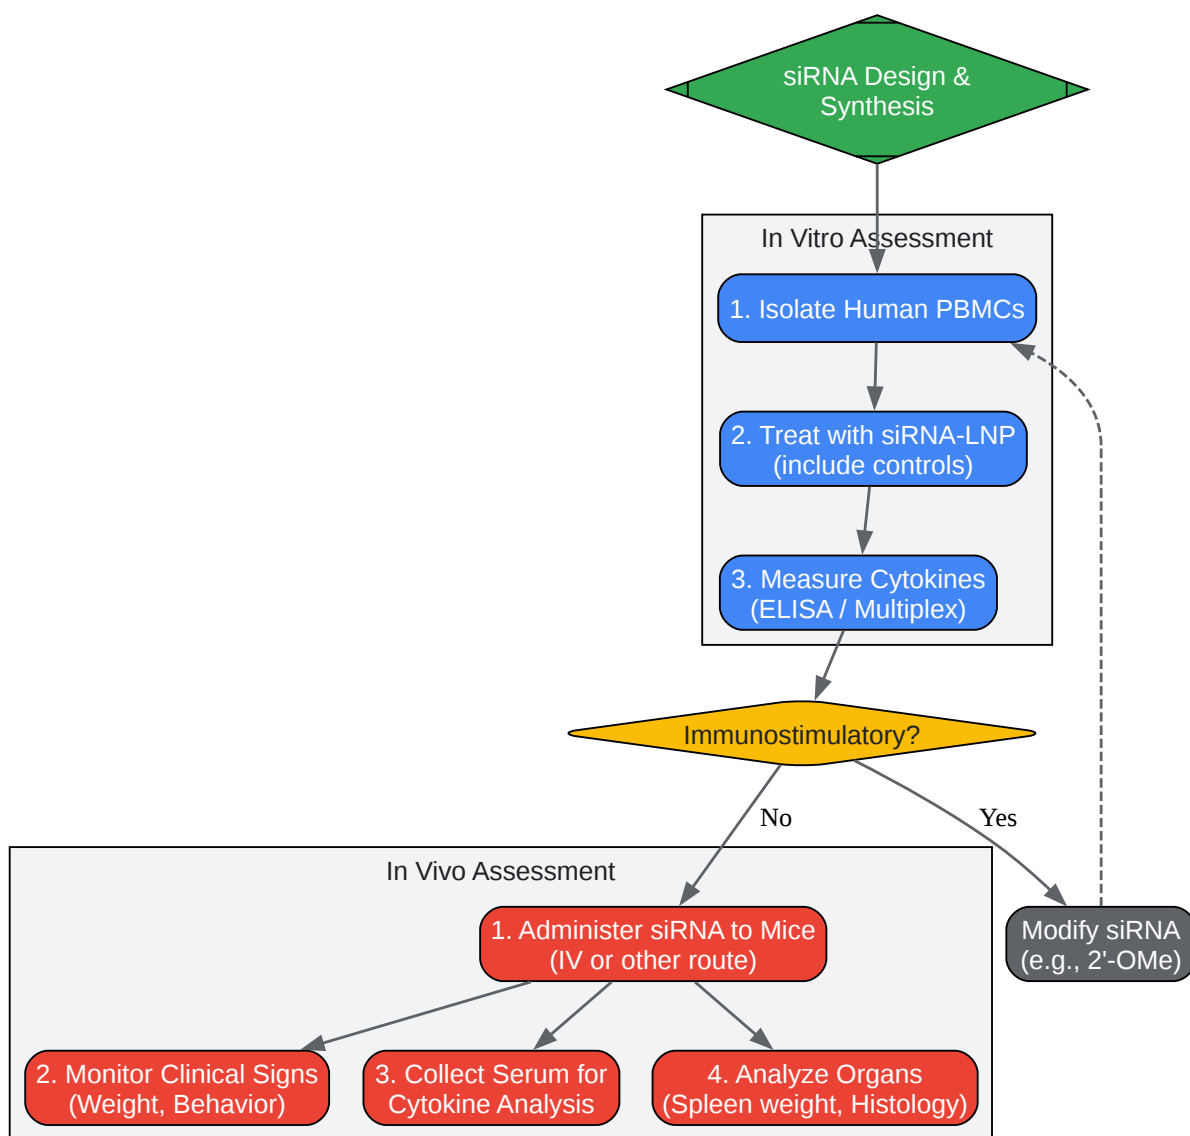 siRNA Design &
Synthesis
In Vitro Assessment
1. Isolate Human PBMCs
2. Treat with siRNA-LNP
(include controls)
3. Measure Cytokines
(ELISA / Multiplex)
Immunostimulatory?
No
Yes
In Vivo Assessment
1. Administer siRNA to Mice
(IV or other route)
Modify siRNA
(e.g., 2'-OMe)
2. Monitor Clinical Signs
(Weight, Behavior)
3. Collect Serum for
Cytokine Analysis
4. Analyze Organs
(Spleen weight, Histology)